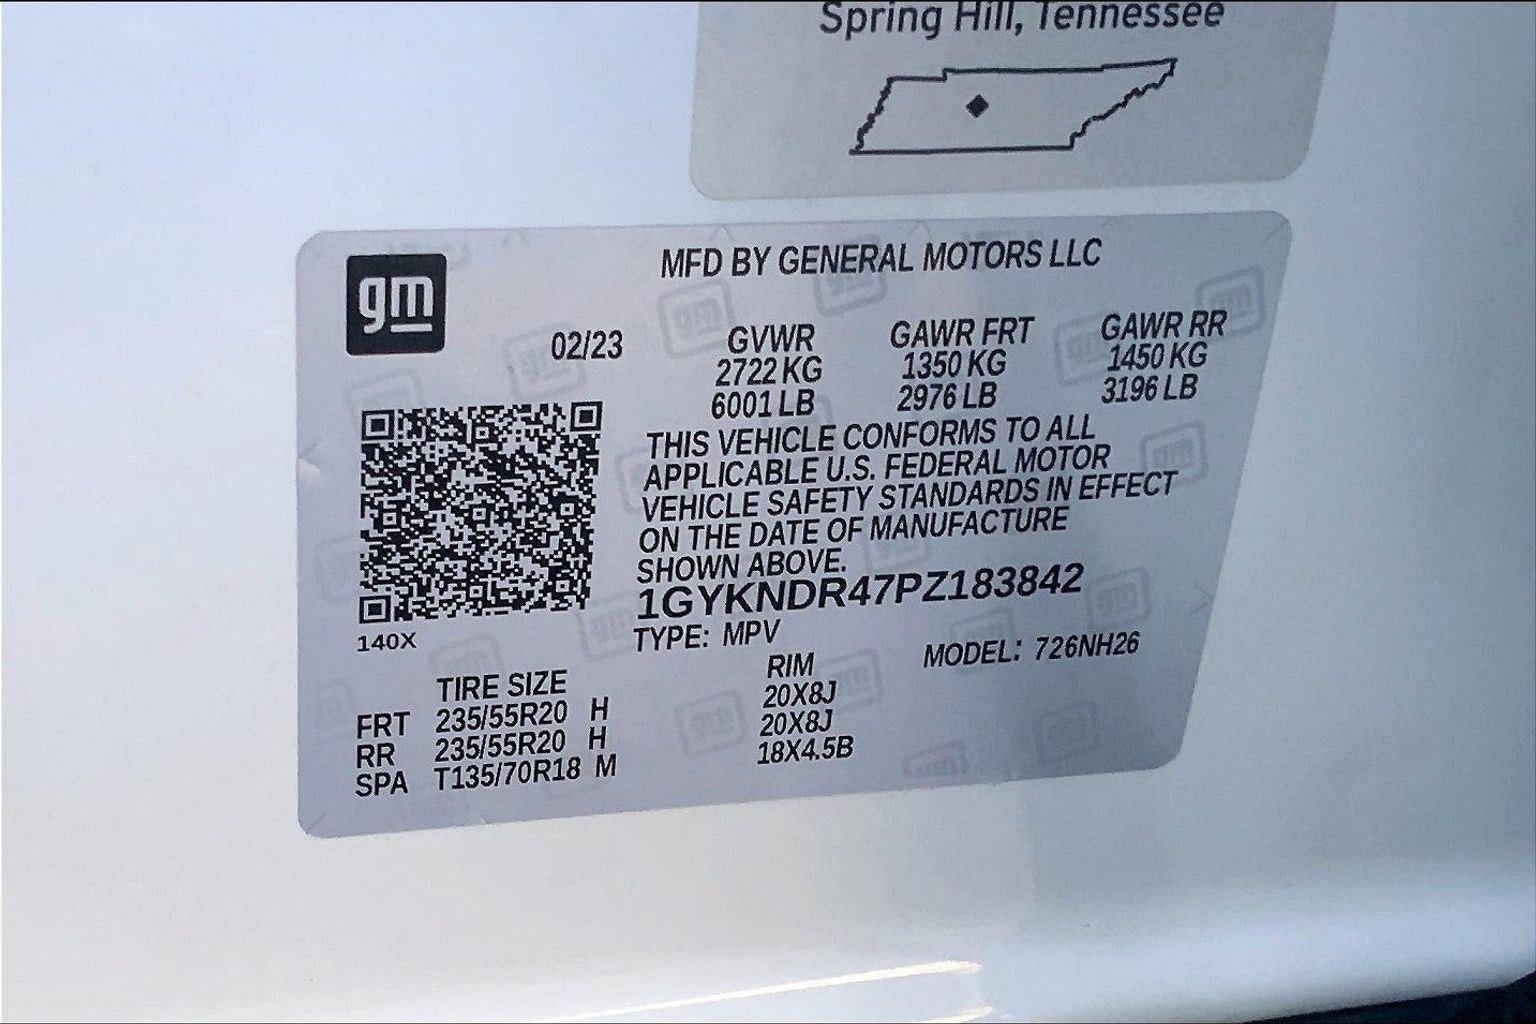 Spring Hill, Tennessee
gm
MFD BY GENERAL MOTORS LLC
02/23
GVWR GAWR FRT GAWR RR
2722 KG 1350 KG 1450 KG
6001 LB 2976 LB 3196 LB
THIS VEHICLE CONFORMS TO ALL
APPLICABLE U.S. FEDERAL MOTOR
VEHICLE SAFETY STANDARDS IN EFFECT
ON THE DATE OF MANUFACTURE
SHOWN ABOVE.
1GYKNDR47PZ183842
140X
TYPE: MPV
MODEL: 726NH26
TIRE SIZE RIM
FRT 235/55R20 H 20X8J
RR 235/55R20 H 20X8J
SPA T135/70R18 M 18X4.5B